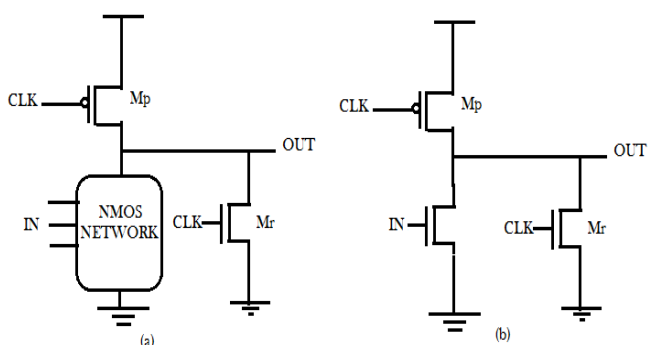 CLK
Mp
OUT
NMOS
NETWORK
IN
CLK
Mr
(a)
CLK
Mp
OUT
IN
CLK
Mr
(b)